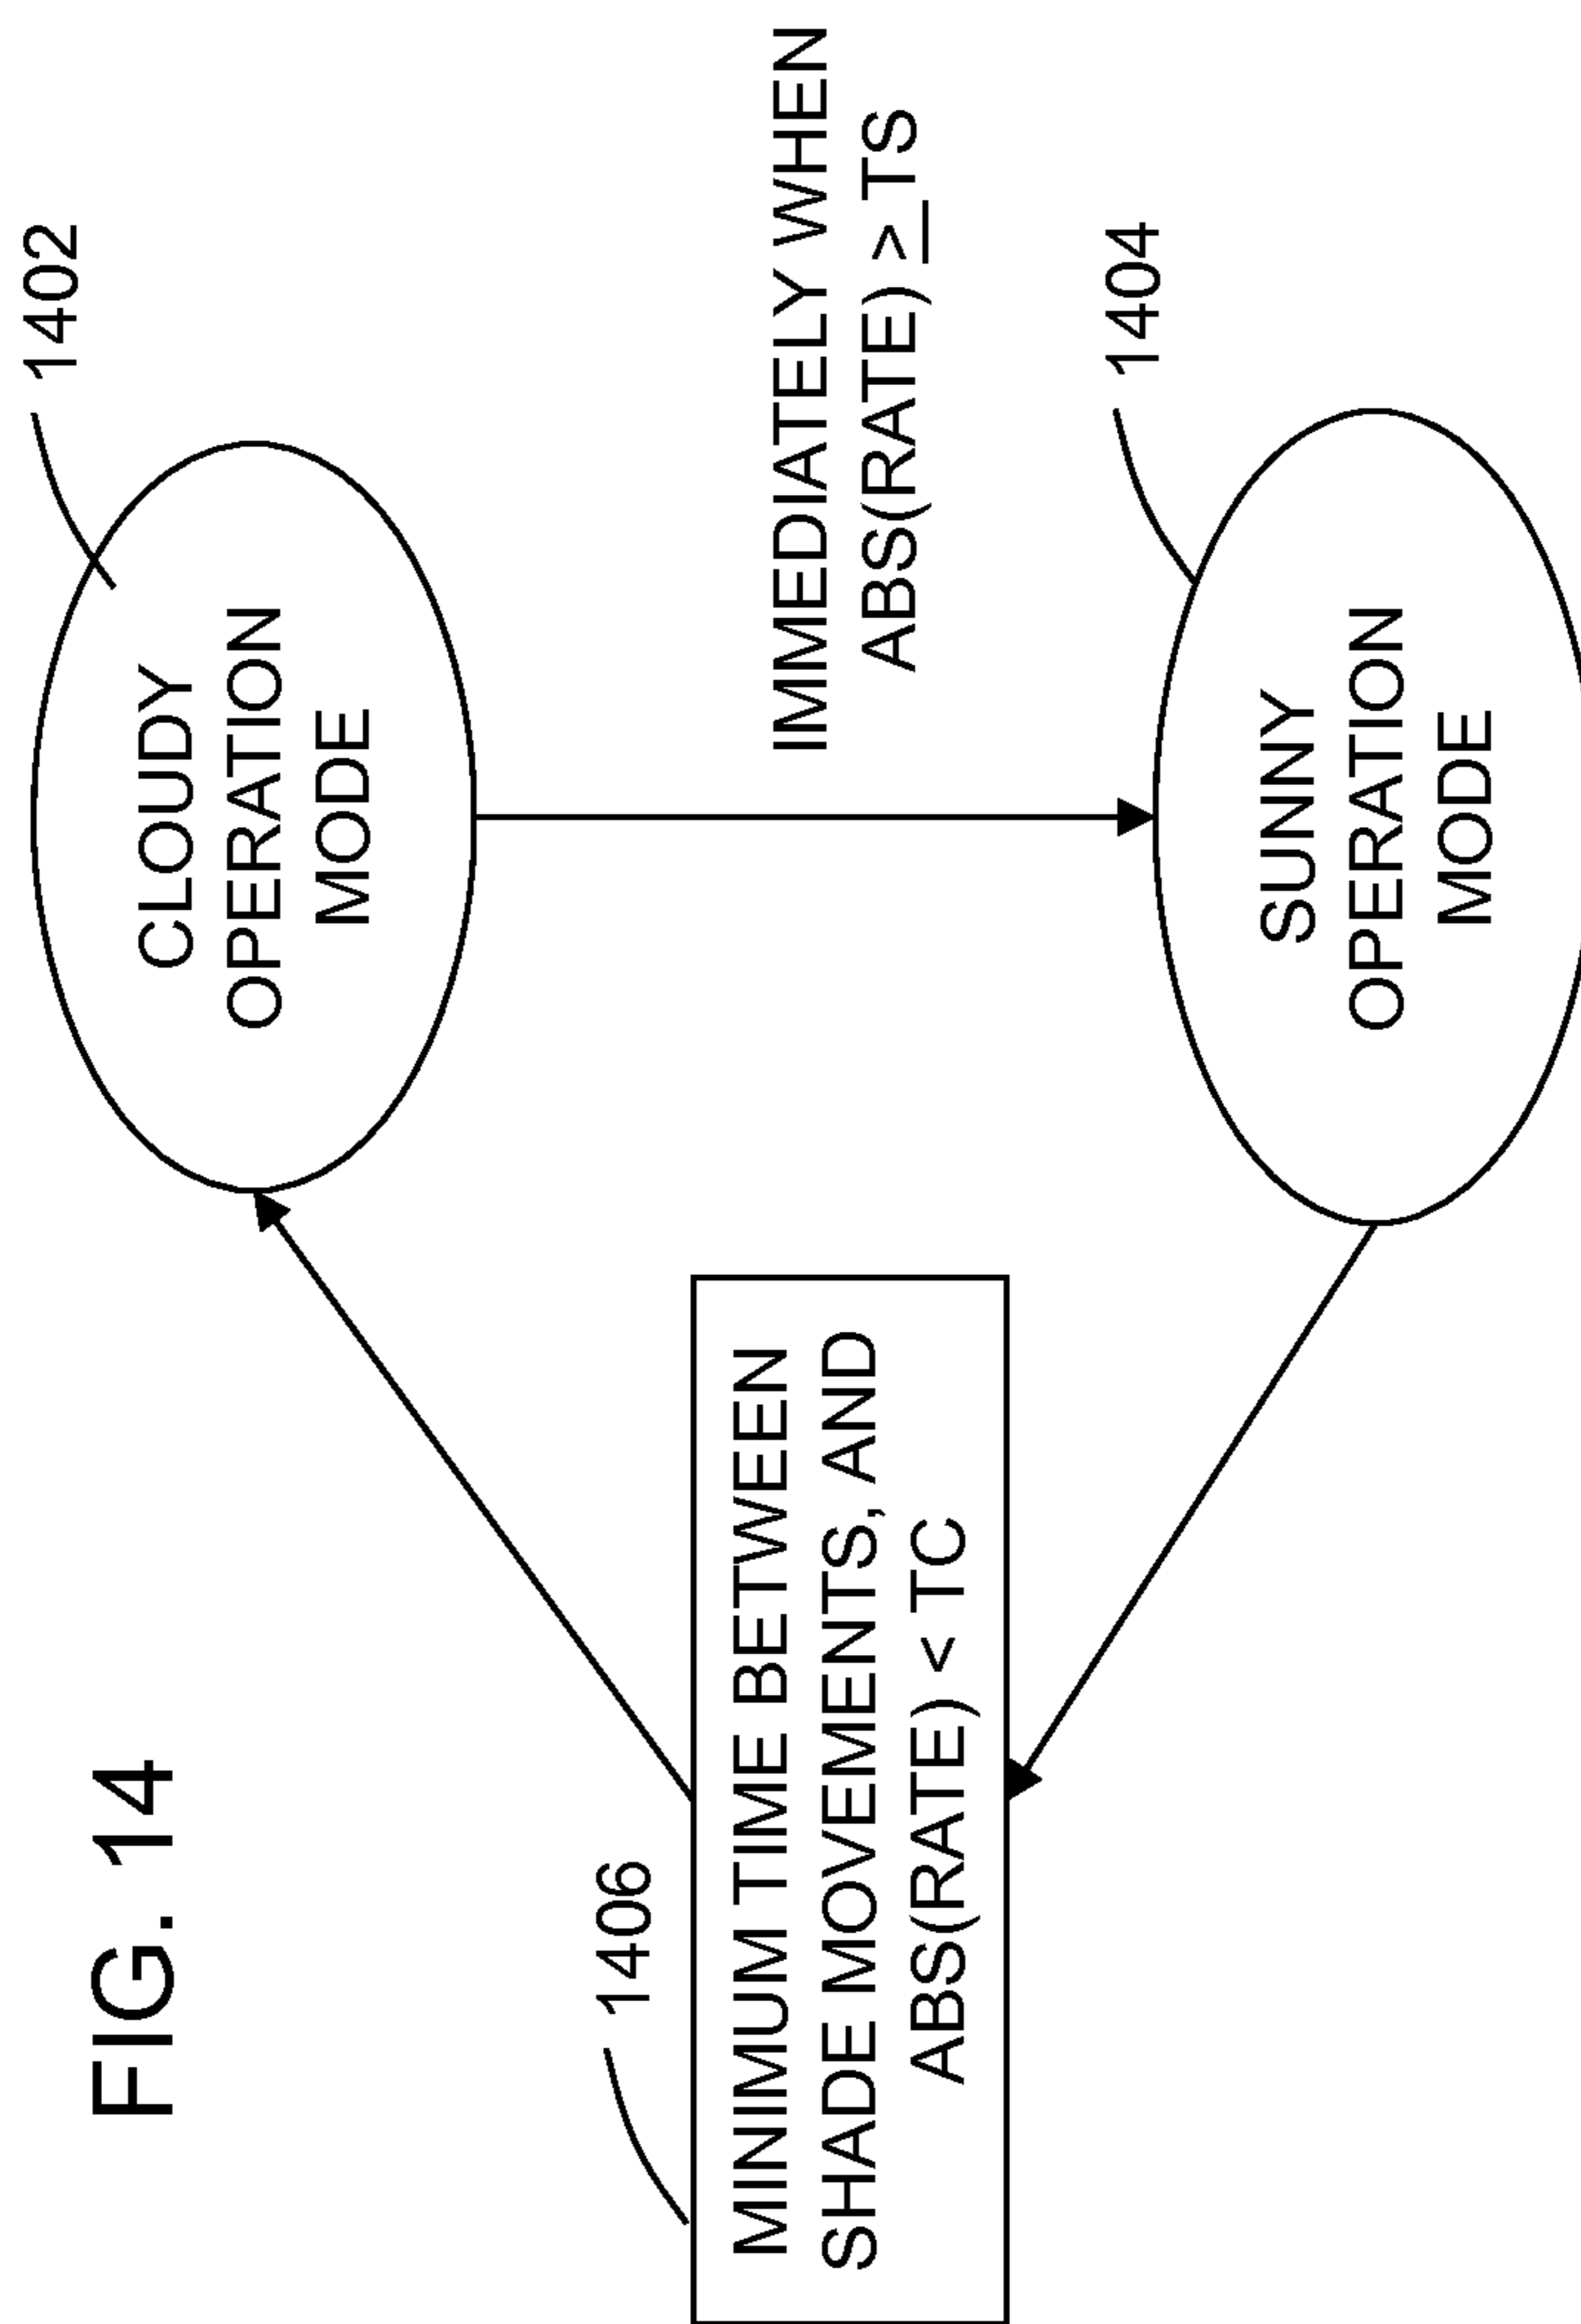 FIG. 14
1402
CLOUDY
OPERATION
MODE
IMMEDIATELY WHEN
ABS(RATE) ≥ TS
1406
MINIMUM TIME BETWEEN
SHADE MOVEMENTS, AND
ABS(RATE) < TC
1404
SUNNY
OPERATION
MODE